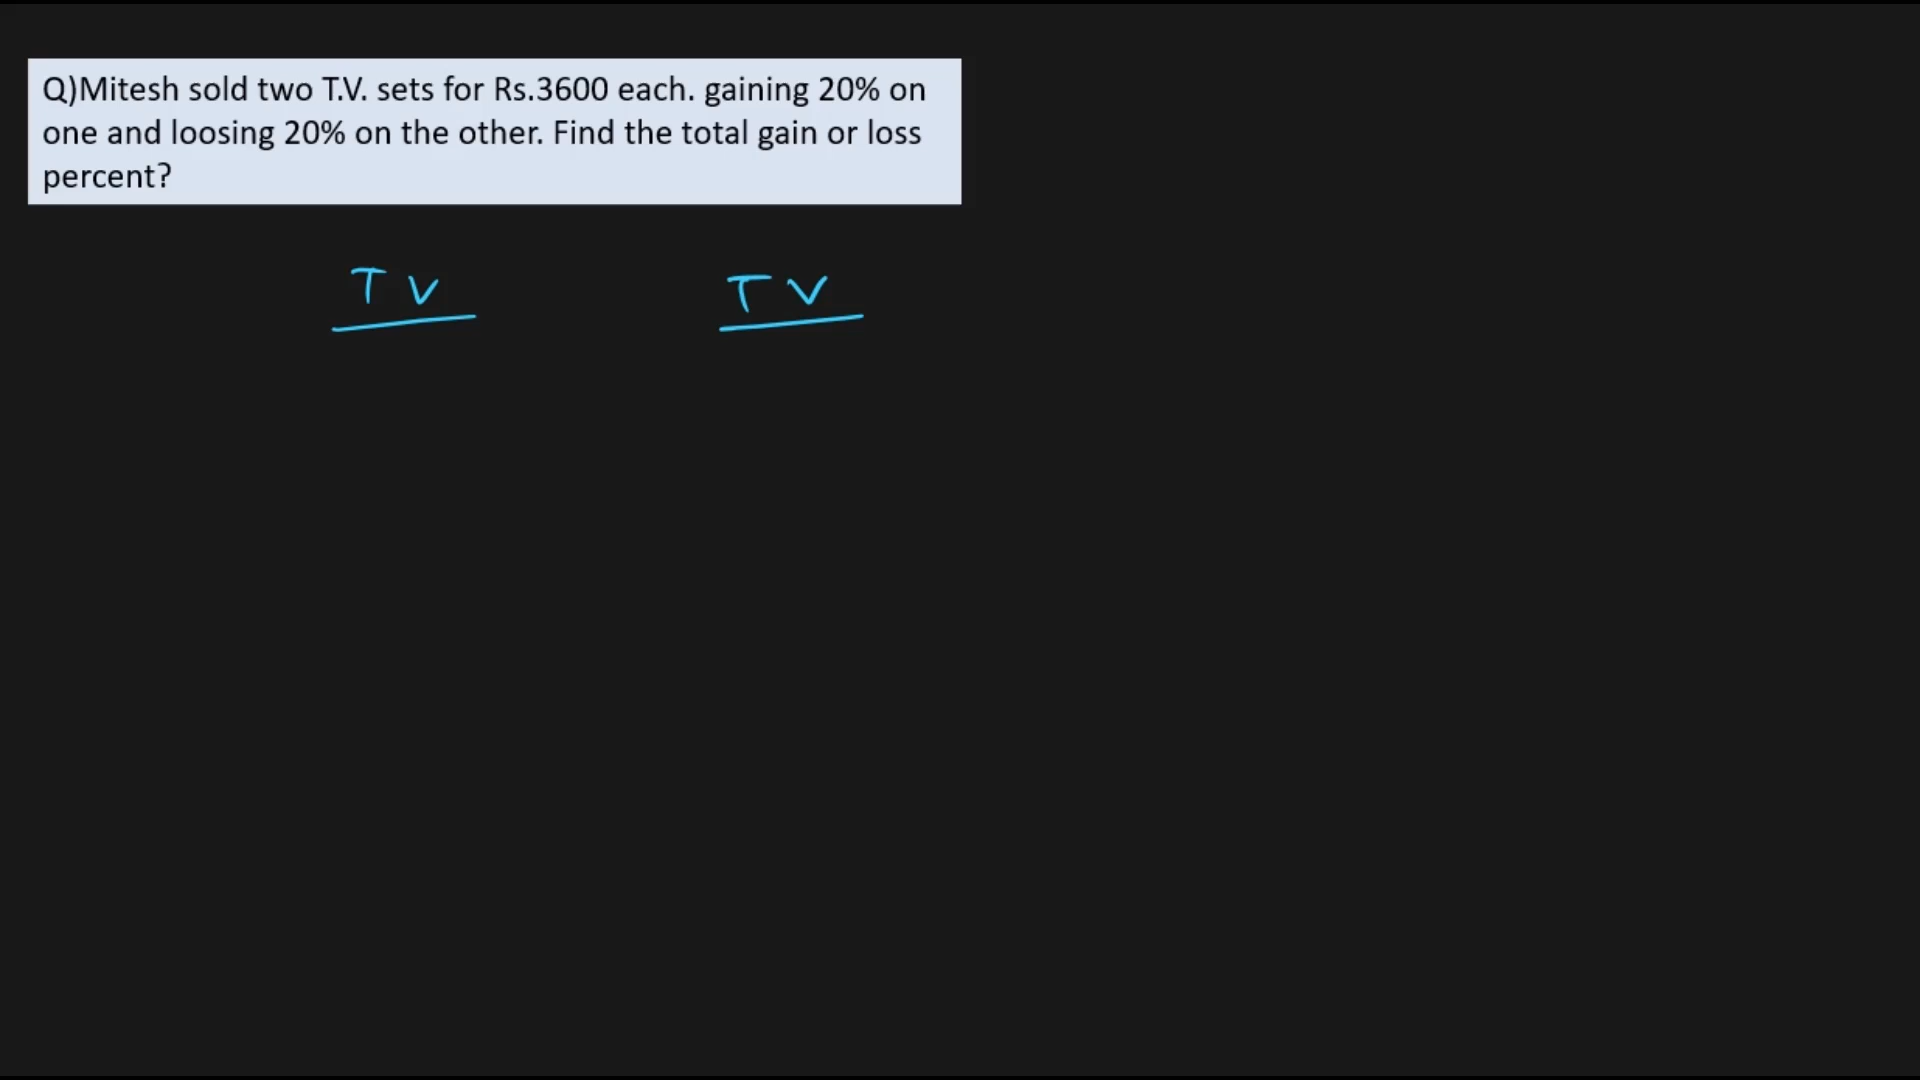 Q)Mitesh sold two T.V. sets for Rs.3600 each. gaining 20% on
one and loosing 20% on the other. Find the total gain or loss
percent?
TV TV